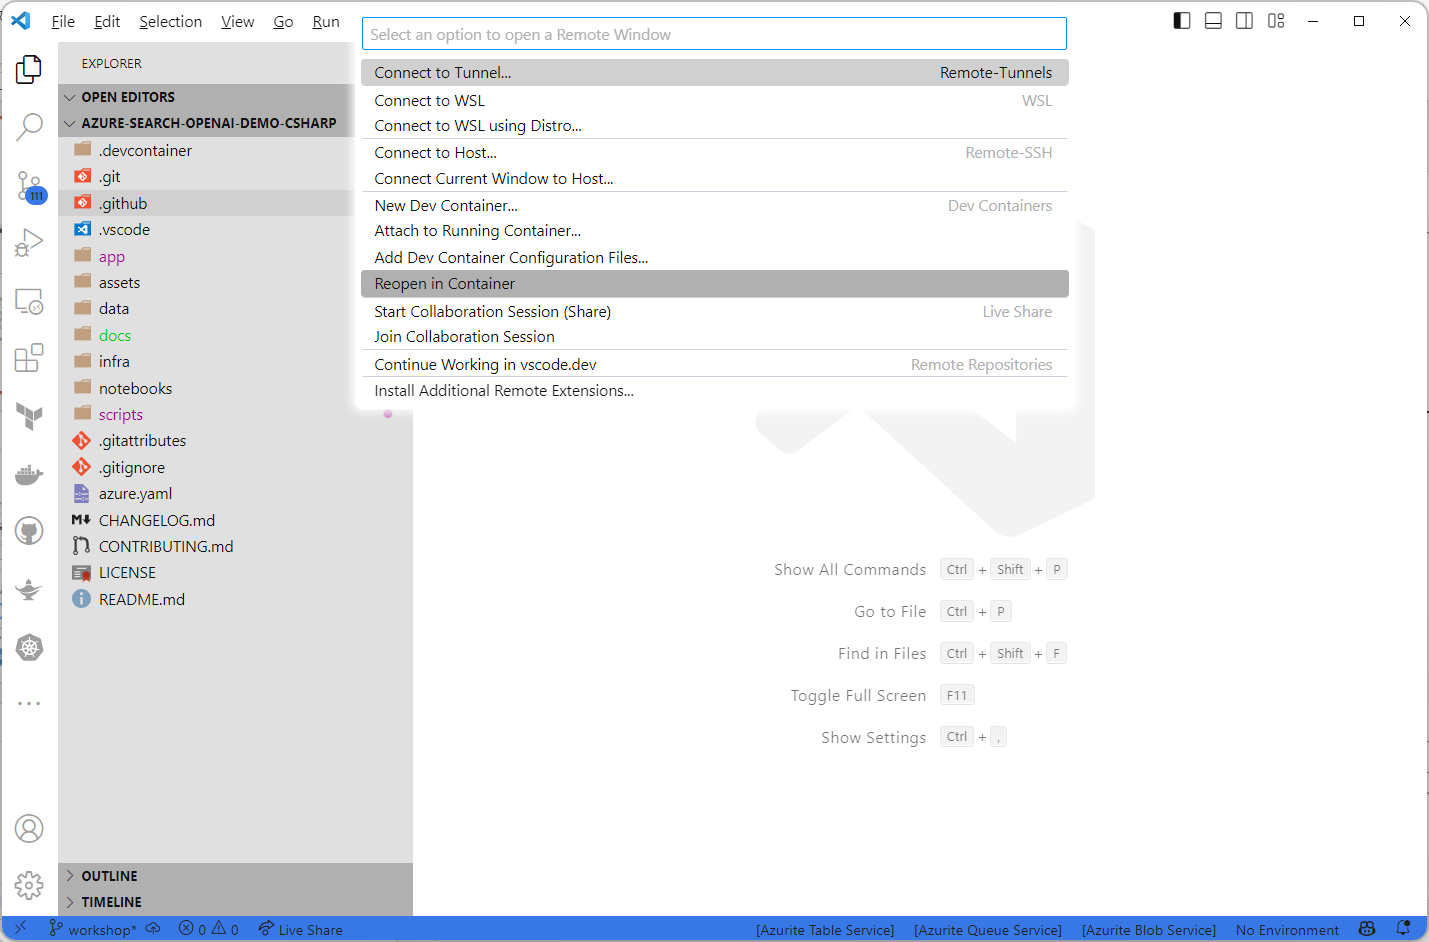 File Edit Selection View Go Run
Select an option to open a Remote Window
EXPLORER
OPEN EDITORS
AZURE-SEARCH-OPENAI-DEMO-CSHARP
.devcontainer
.git
.github
.vscode
app
assets
data
docs
infra
notebooks
scripts
.gitattributes
.gitignore
azure.yaml
CHANGELOG.md
CONTRIBUTING.md
LICENSE
README.md
111
OUTLINE
TIMELINE
Connect to Tunnel... Remote-Tunnels
Connect to WSL WSL
Connect to WSL using Distro...
Connect to Host... Remote-SSH
Connect Current Window to Host...
New Dev Container... Dev Containers
Attach to Running Container...
Add Dev Container Configuration Files...
Reopen in Container
Start Collaboration Session (Share) Live Share
Join Collaboration Session
Continue Working in vscode.dev Remote Repositories
Install Additional Remote Extensions...
Show All Commands Ctrl + Shift + P
Go to File Ctrl + P
Find in Files Ctrl + Shift + F
Toggle Full Screen F11
Show Settings Ctrl + ,
workshop* 0 0 Live Share [Azurite Table Service] [Azurite Queue Service] [Azurite Blob Service] No Environment